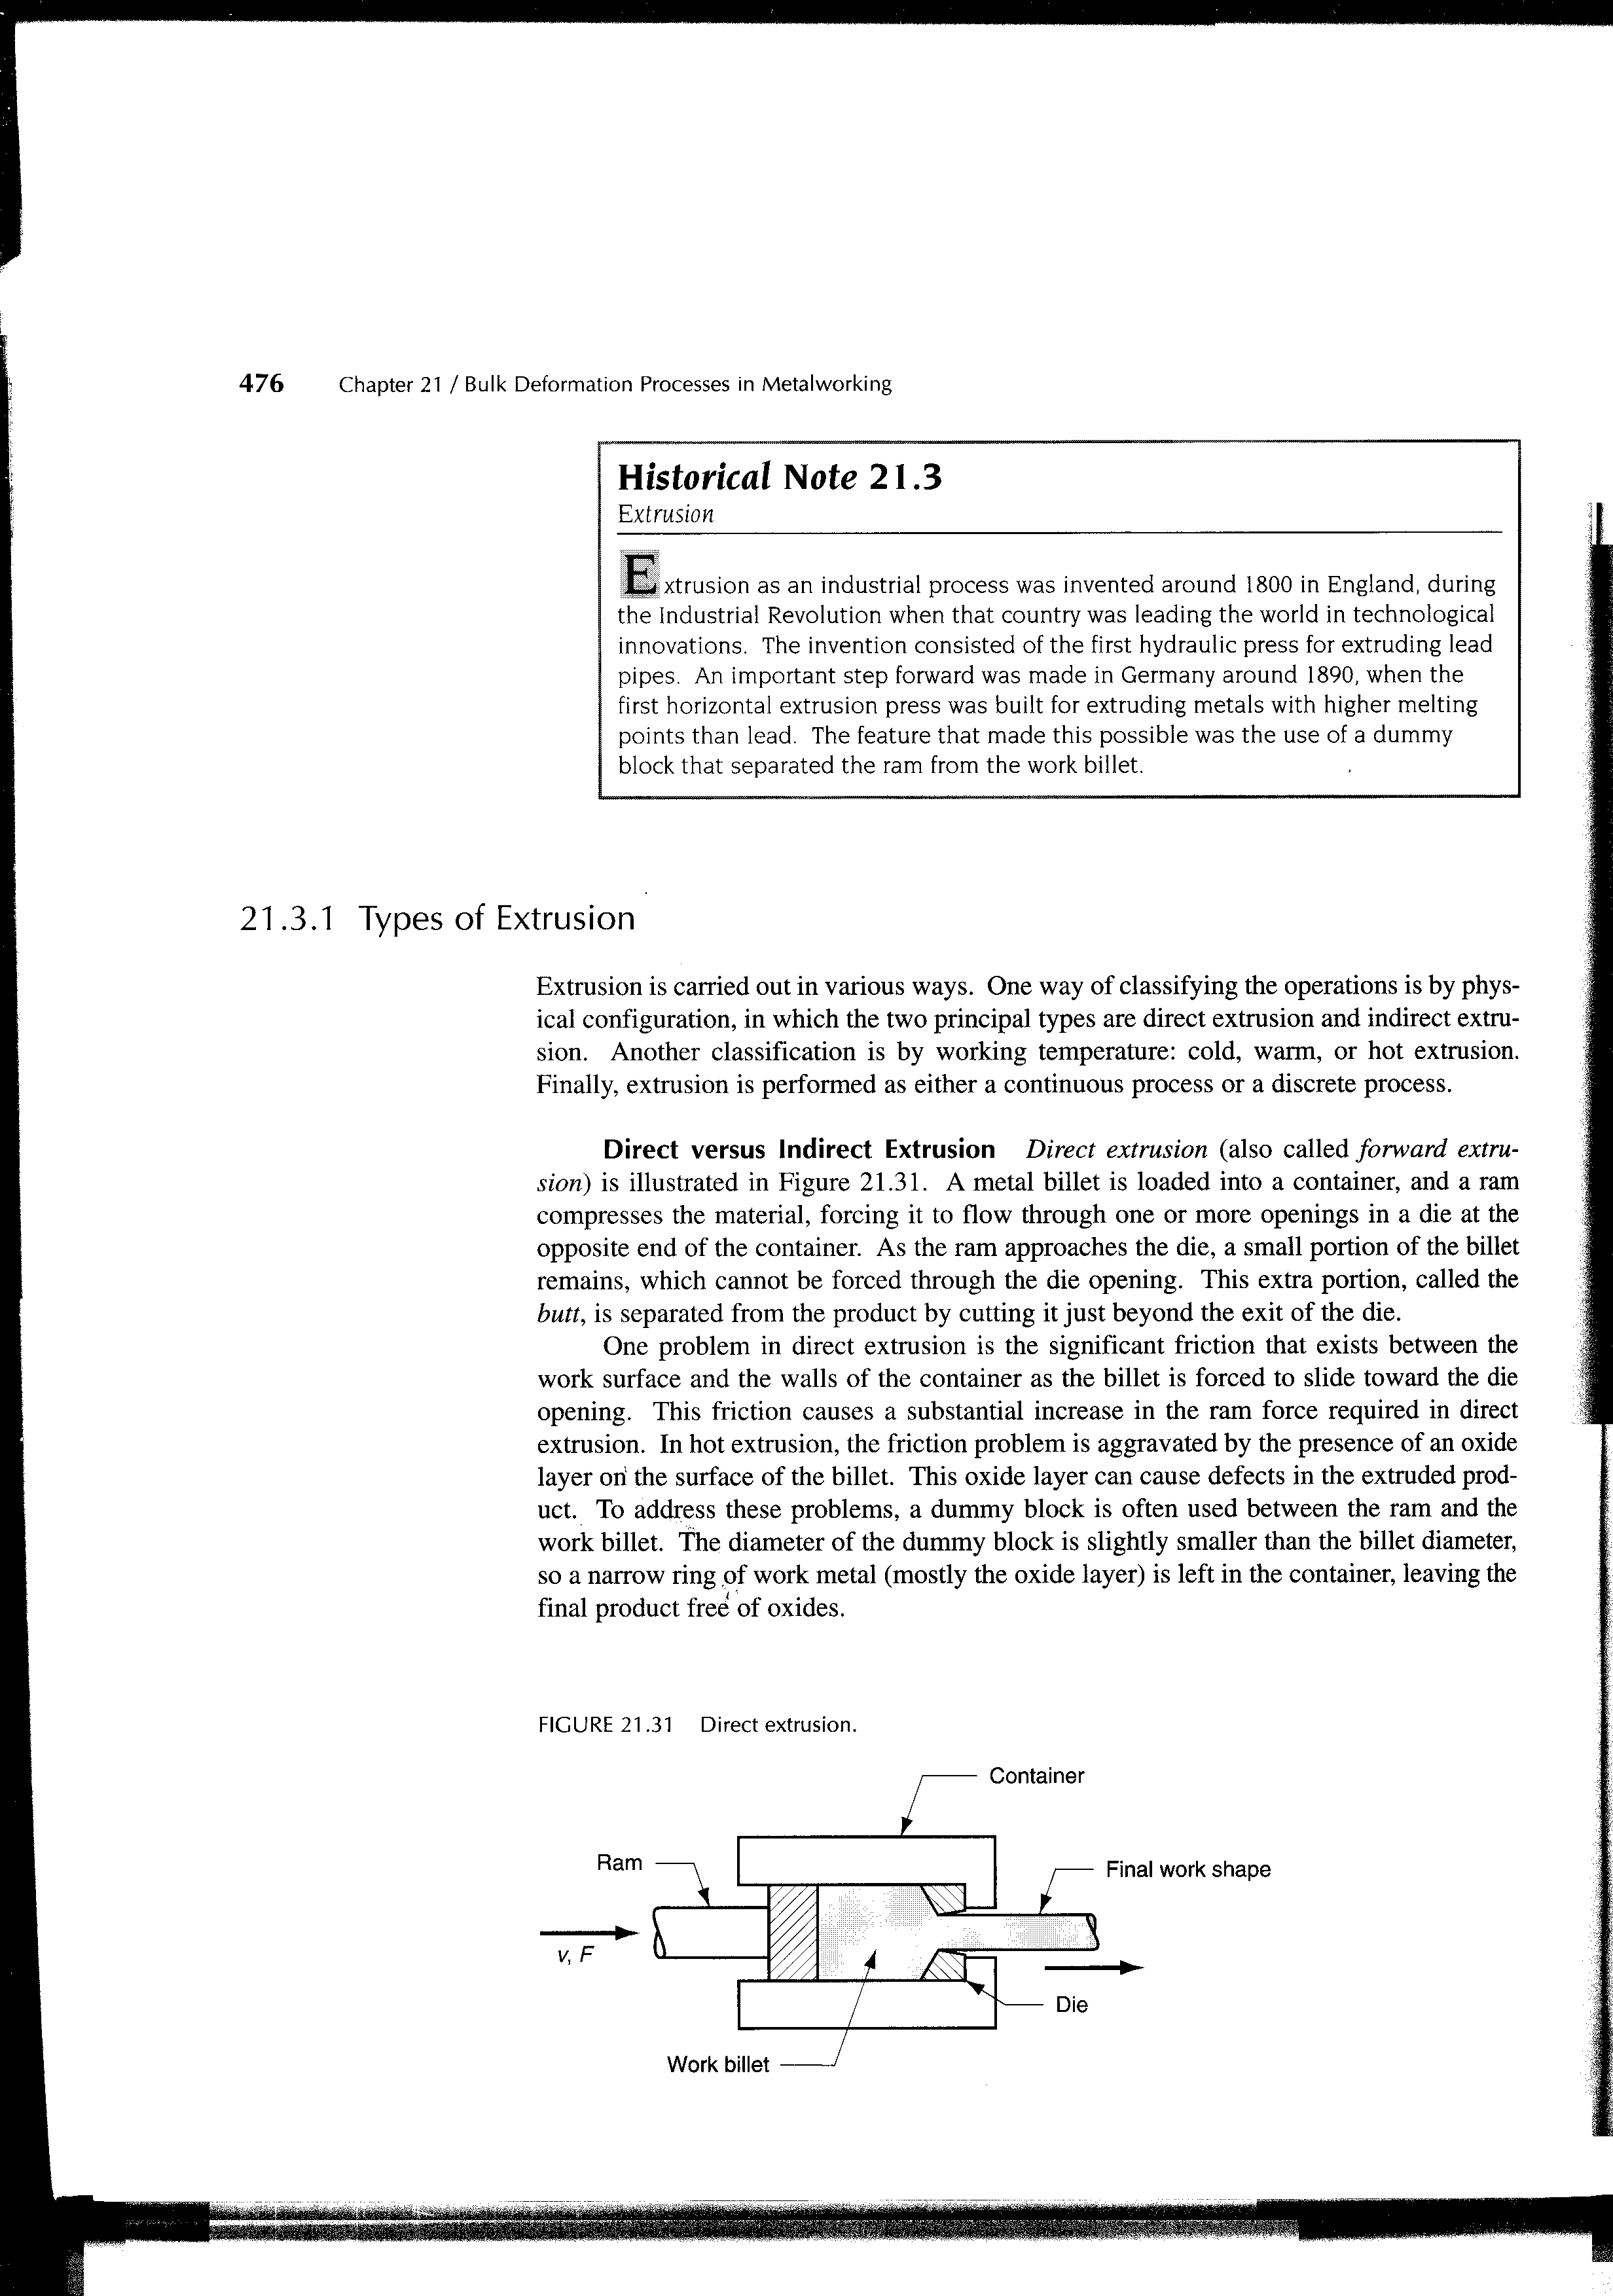 476 Chapter 21 / Bulk Deformation Processes in Metalworking
Historical Note 21.3
Extrusion
Extrusion as an industrial process was invented around 1800 in England, during
the Industrial Revolution when that country was leading the world in technological
innovations. The invention consisted of the first hydraulic press for extruding lead
pipes. An important step forward was made in Germany around 1890, when the
first horizontal extrusion press was built for extruding metals with higher melting
points than lead. The feature that made this possible was the use of a dummy
block that separated the ram from the work billet.
21.3.1 Types of Extrusion
Extrusion is carried out in various ways. One way of classifying the operations is by phys-
ical configuration, in which the two principal types are direct extrusion and indirect extru-
sion. Another classification is by working temperature: cold, warm, or hot extrusion.
Finally, extrusion is performed as either a continuous process or a discrete process.
Direct versus Indirect Extrusion Direct extrusion (also called forward extru-
sion) is illustrated in Figure 21.31. A metal billet is loaded into a container, and a ram
compresses the material, forcing it to flow through one or more openings in a die at the
opposite end of the container. As the ram approaches the die, a small portion of the billet
remains, which cannot be forced through the die opening. This extra portion, called the
butt, is separated from the product by cutting it just beyond the exit of the die.
One problem in direct extrusion is the significant friction that exists between the
work surface and the walls of the container as the billet is forced to slide toward the die
opening. This friction causes a substantial increase in the ram force required in direct
extrusion. In hot extrusion, the friction problem is aggravated by the presence of an oxide
layer on the surface of the billet. This oxide layer can cause defects in the extruded prod-
uct. To address these problems, a dummy block is often used between the ram and the
work billet. The diameter of the dummy block is slightly smaller than the billet diameter,
so a narrow ring of work metal (mostly the oxide layer) is left in the container, leaving the
final product free of oxides.
FIGURE 21.31 Direct extrusion.
Container
Ram
Final work shape
v, F
Die
Work billet